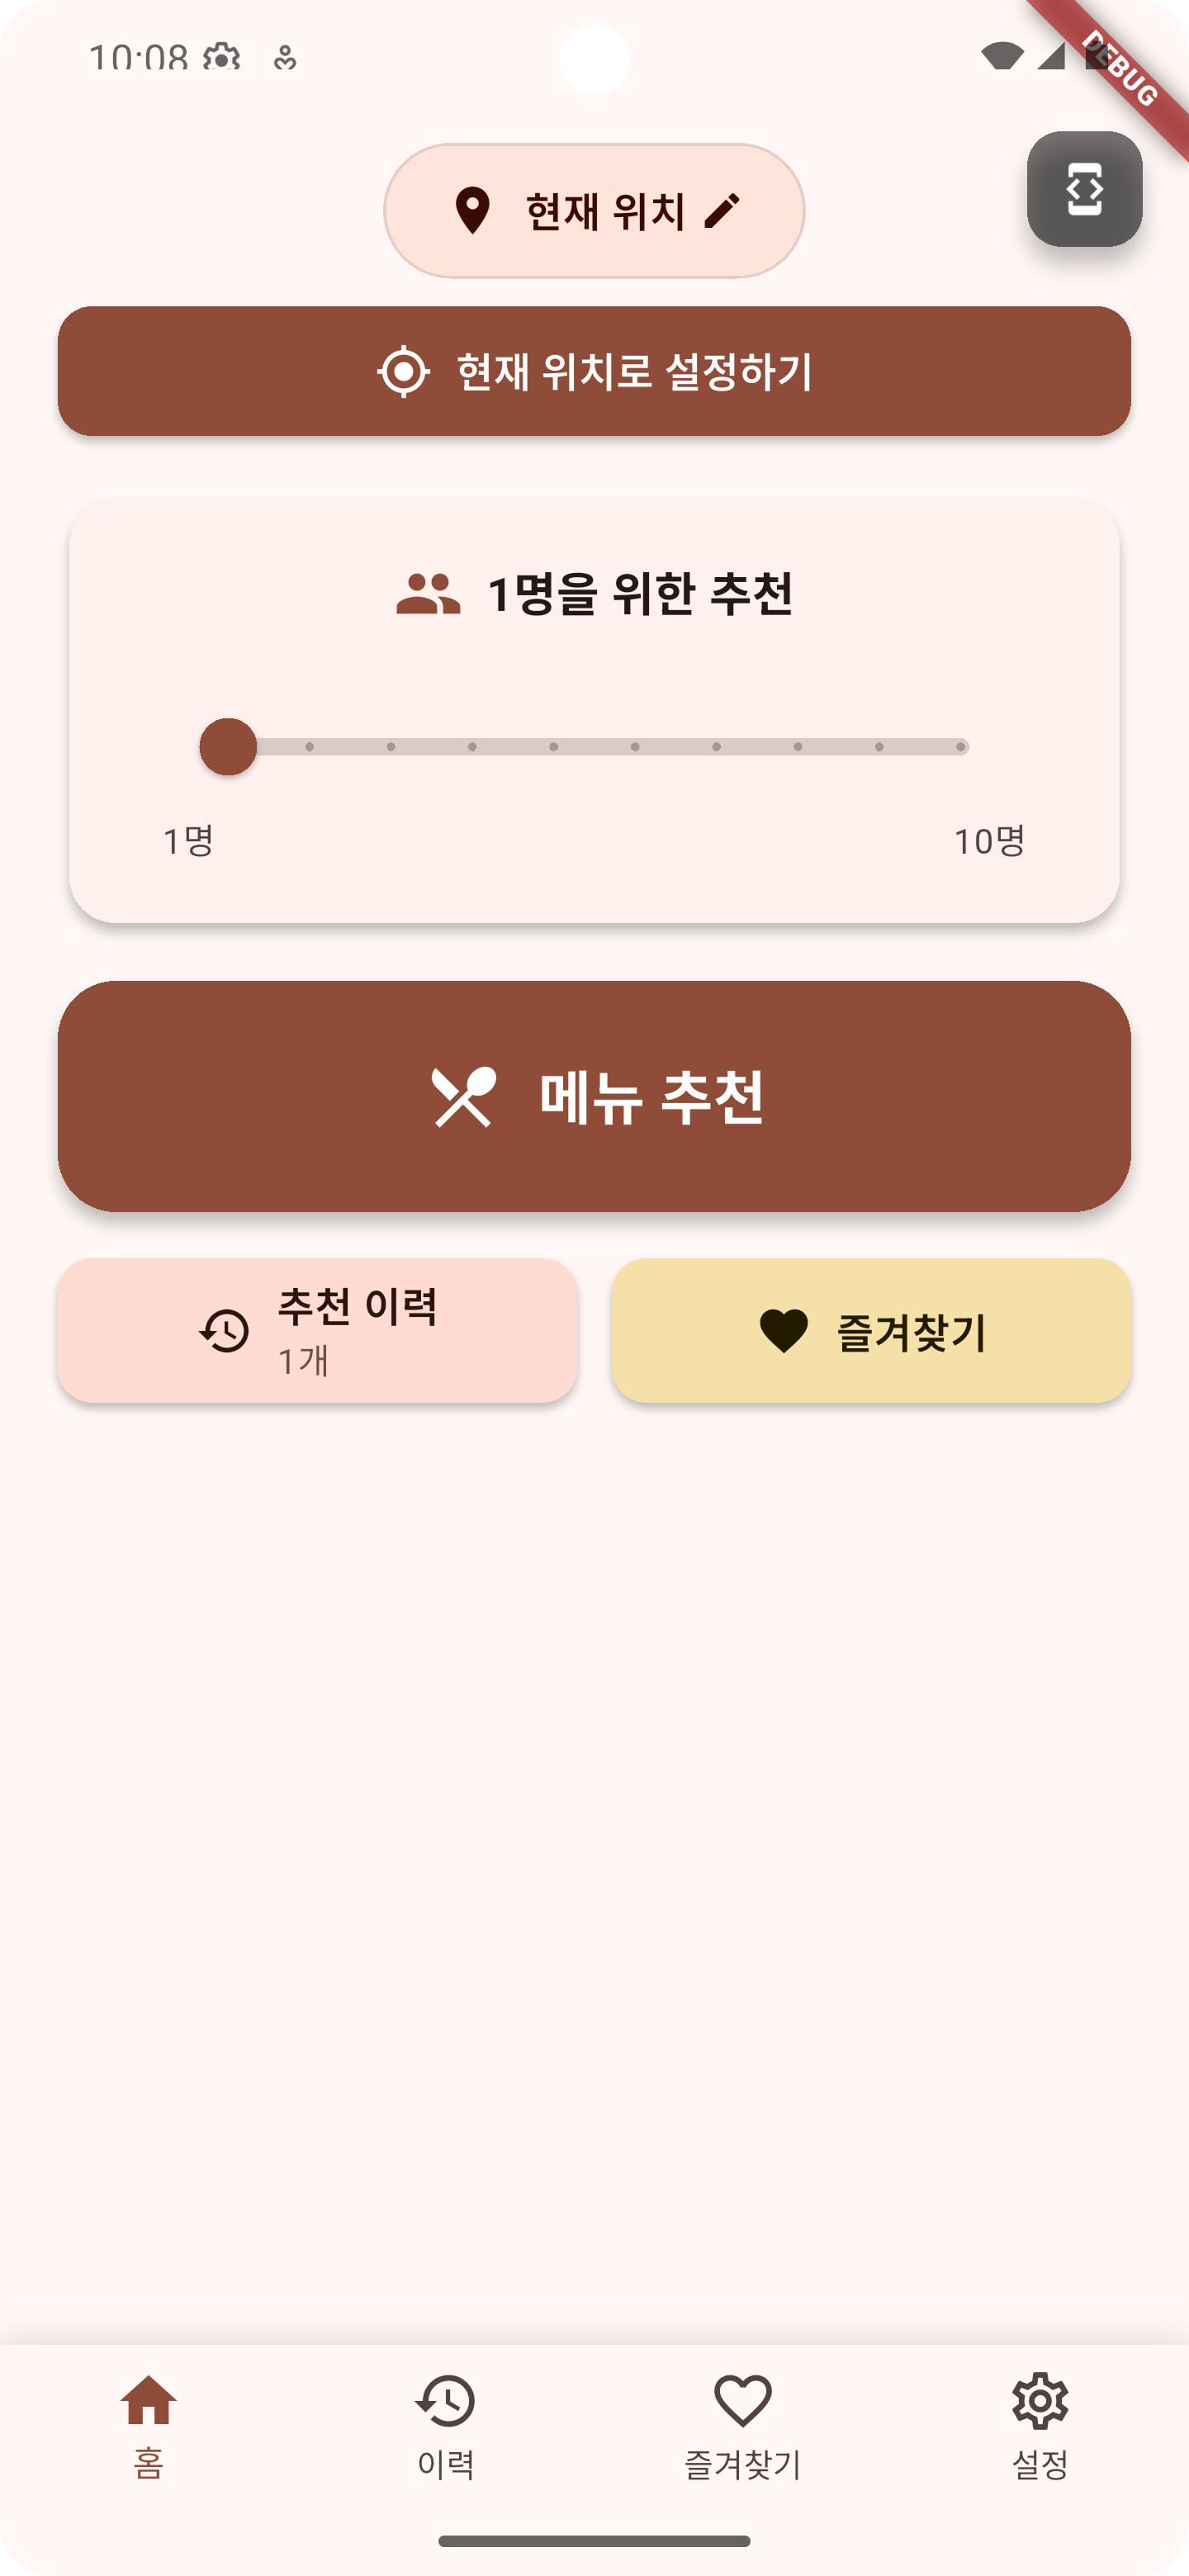 10:08
DEBUG
현재 위치
현재 위치로 설정하기
1명을 위한 추천
1명
10명
메뉴 추천
추천 이력
1개
즐겨찾기
홈
이력
즐겨찾기
설정